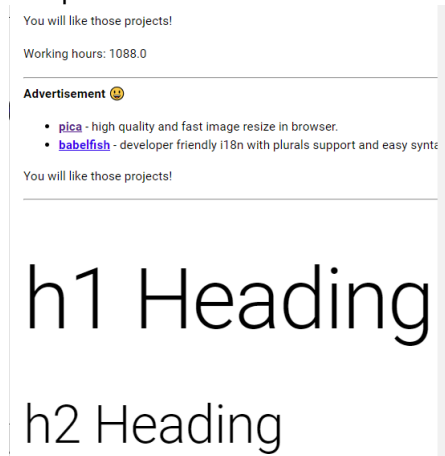 You will like those projects!
Working hours: 1088.0
Advertisement 😃
pica - high quality and fast image resize in browser.
babelfish - developer friendly i18n with plurals support and easy
You will like those projects!
h1 Heading
h2 Heading